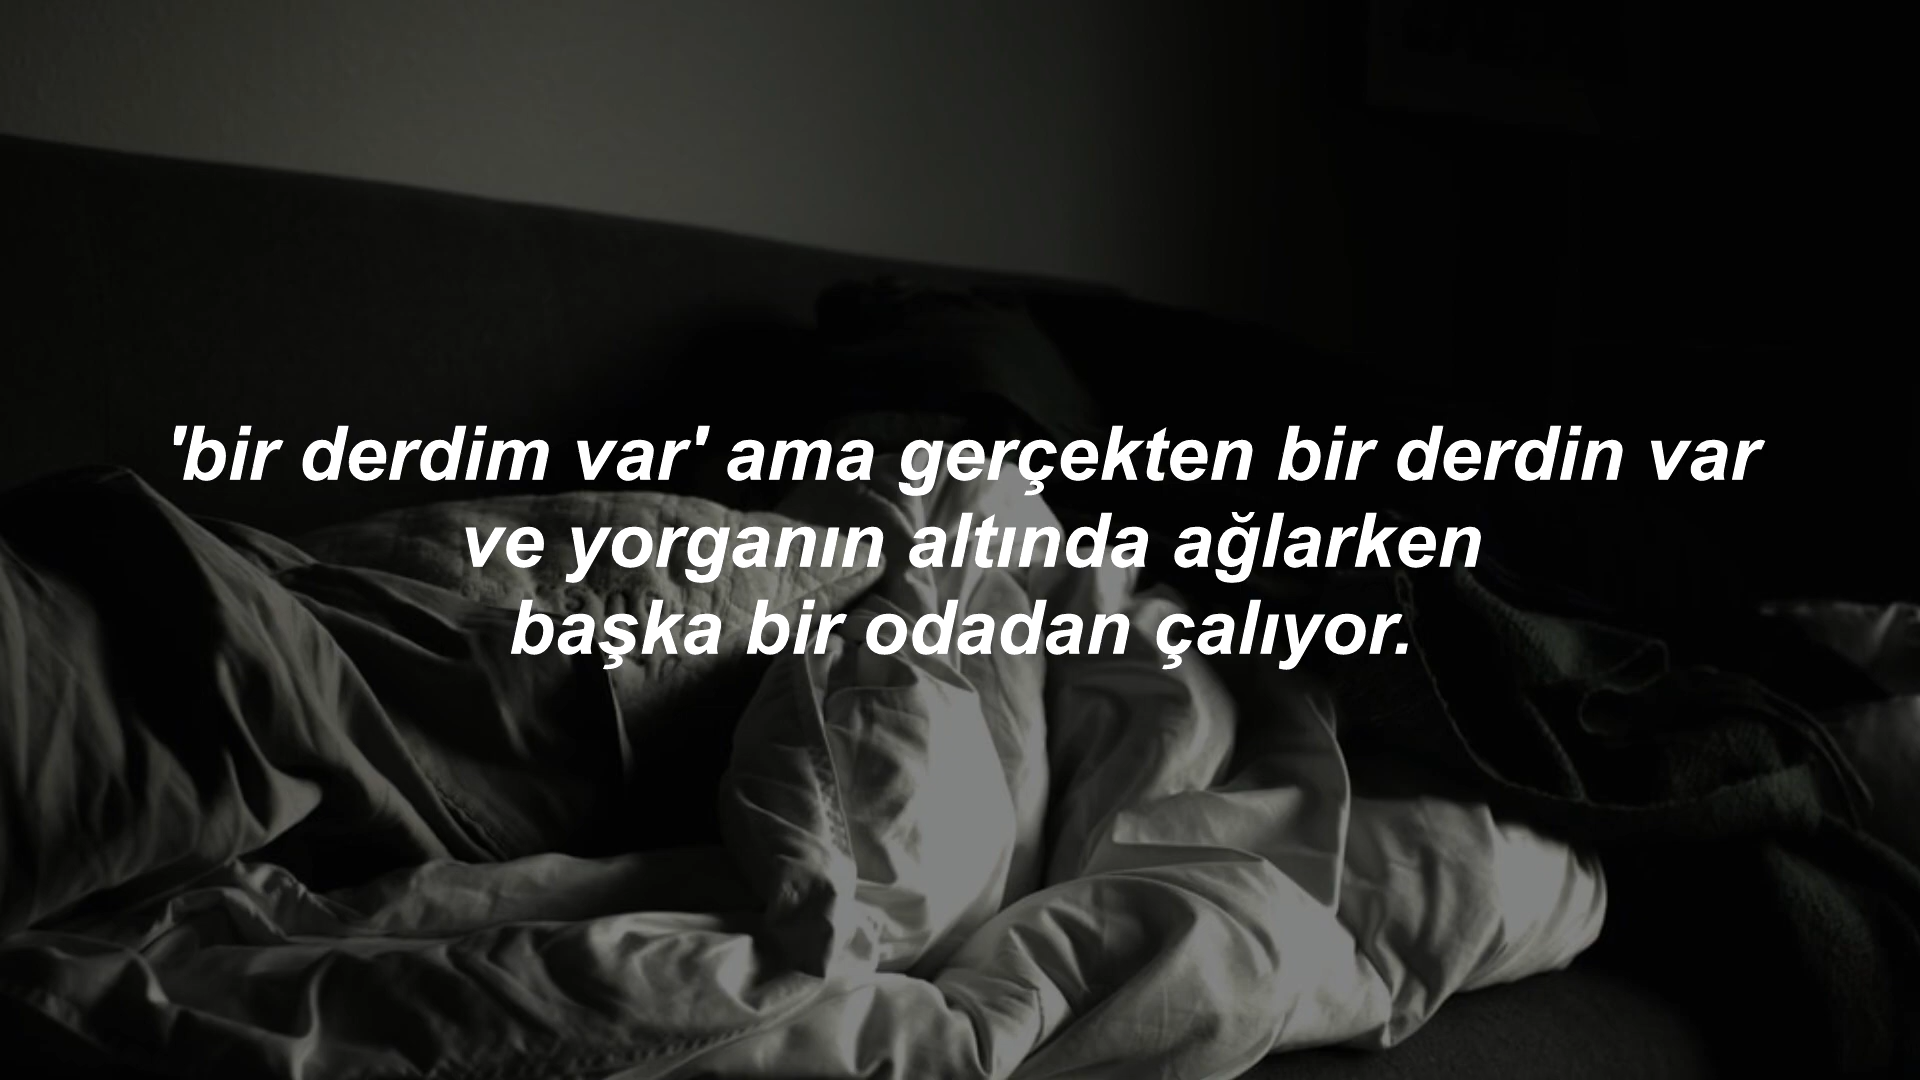 'bir derdim var' ama gerçekten bir derdin var
ve yorganın altında ağlarken
başka bir odadan çalıyor.